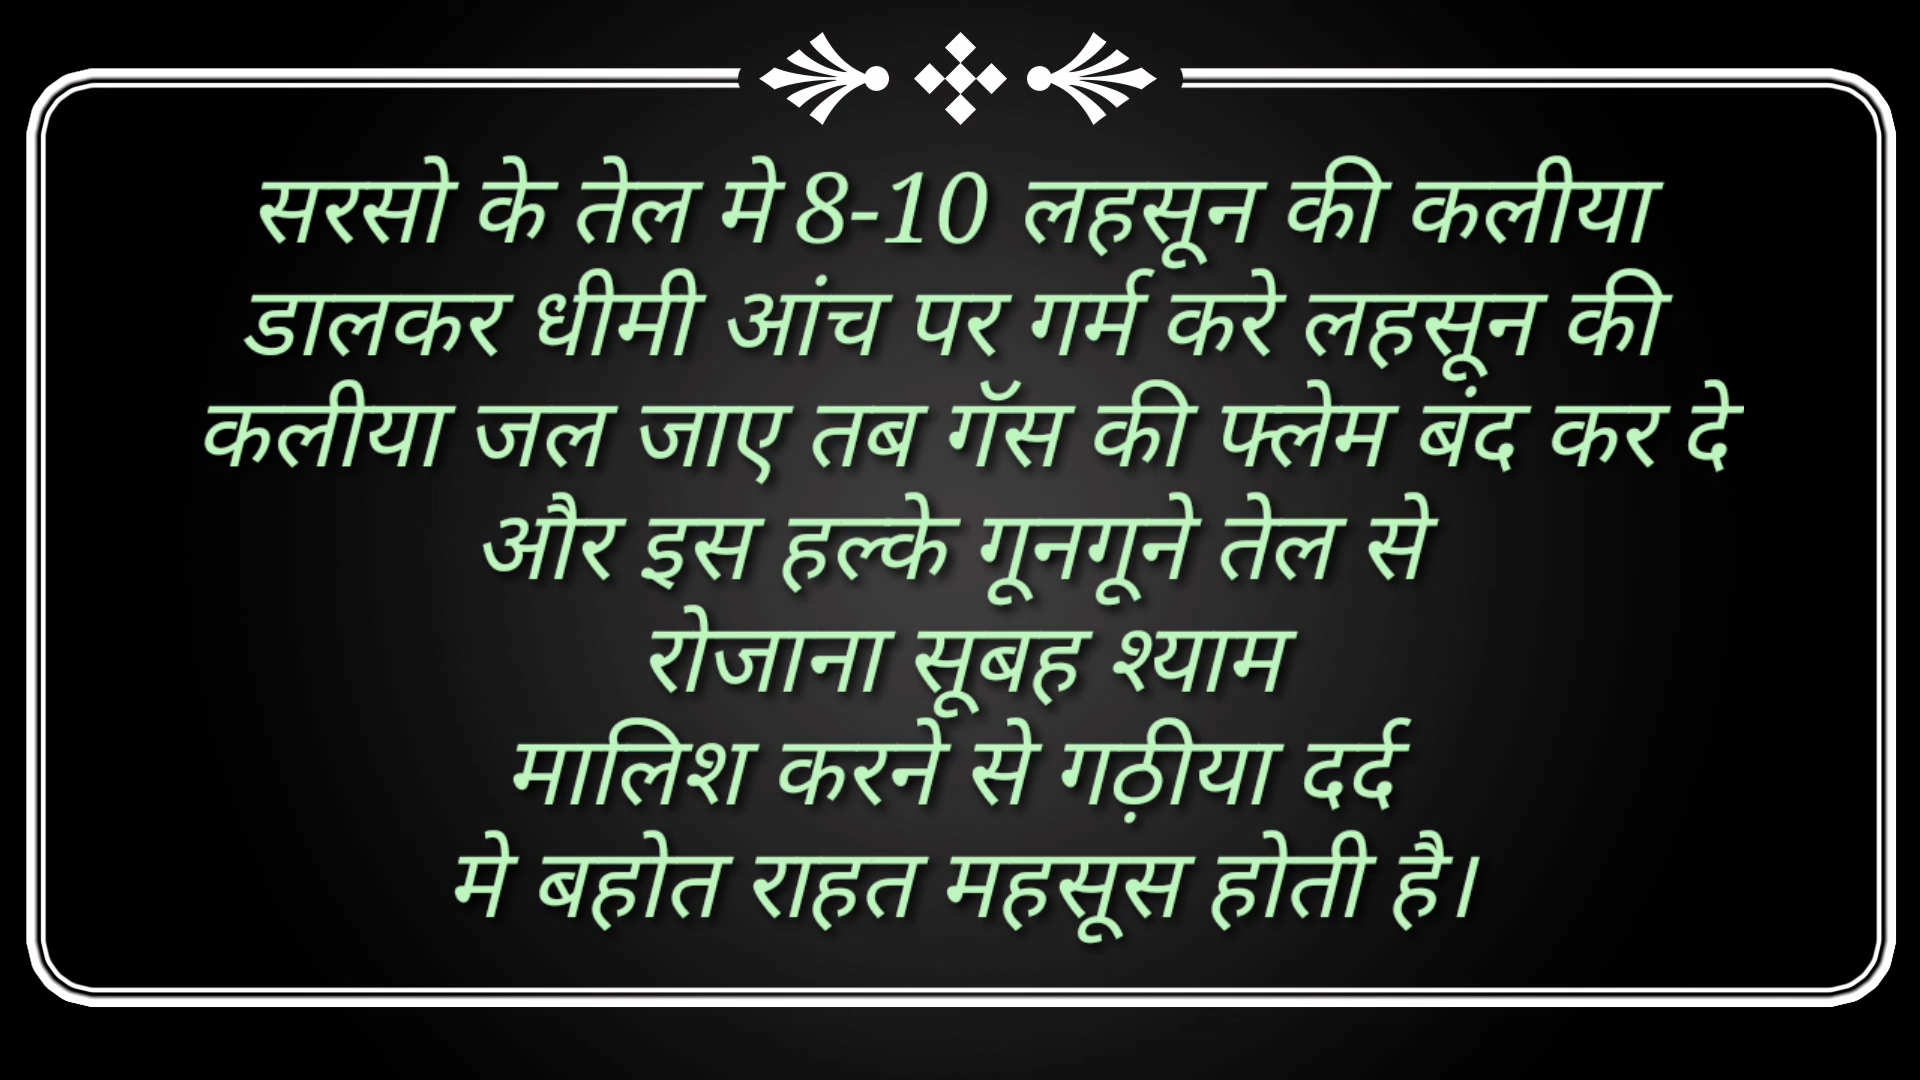 सरसो के तेल मे 8-10 लहसून की कलीया
डालकर धीमी आंच पर गर्म करे लहसून की
कलीया जल जाए तब गॅस की फ्लेम बंद कर दे
और इस हल्के गूनगूने तेल से
रोजाना सूबह श्याम
मालिश करने से गठ़ीया दर्द
मे बहोत राहत महसूस होती है।